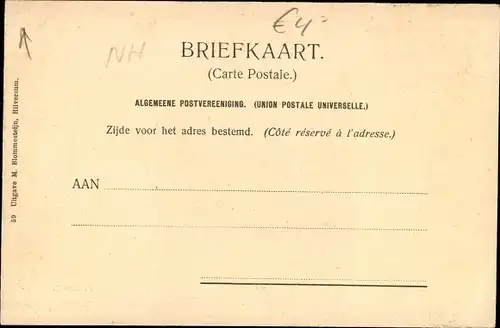 €4-
NH
BRIEFKAART.
(Carte Postale.)
ALGEMEENE POSTVEREENIGING. (UNION POSTALE UNIVERSELLE.)
Zijde voor het adres bestemd. (Côté réservé à l'adresse.)
AAN
59 Uitgave M. Blommesteijn, Hilversum.